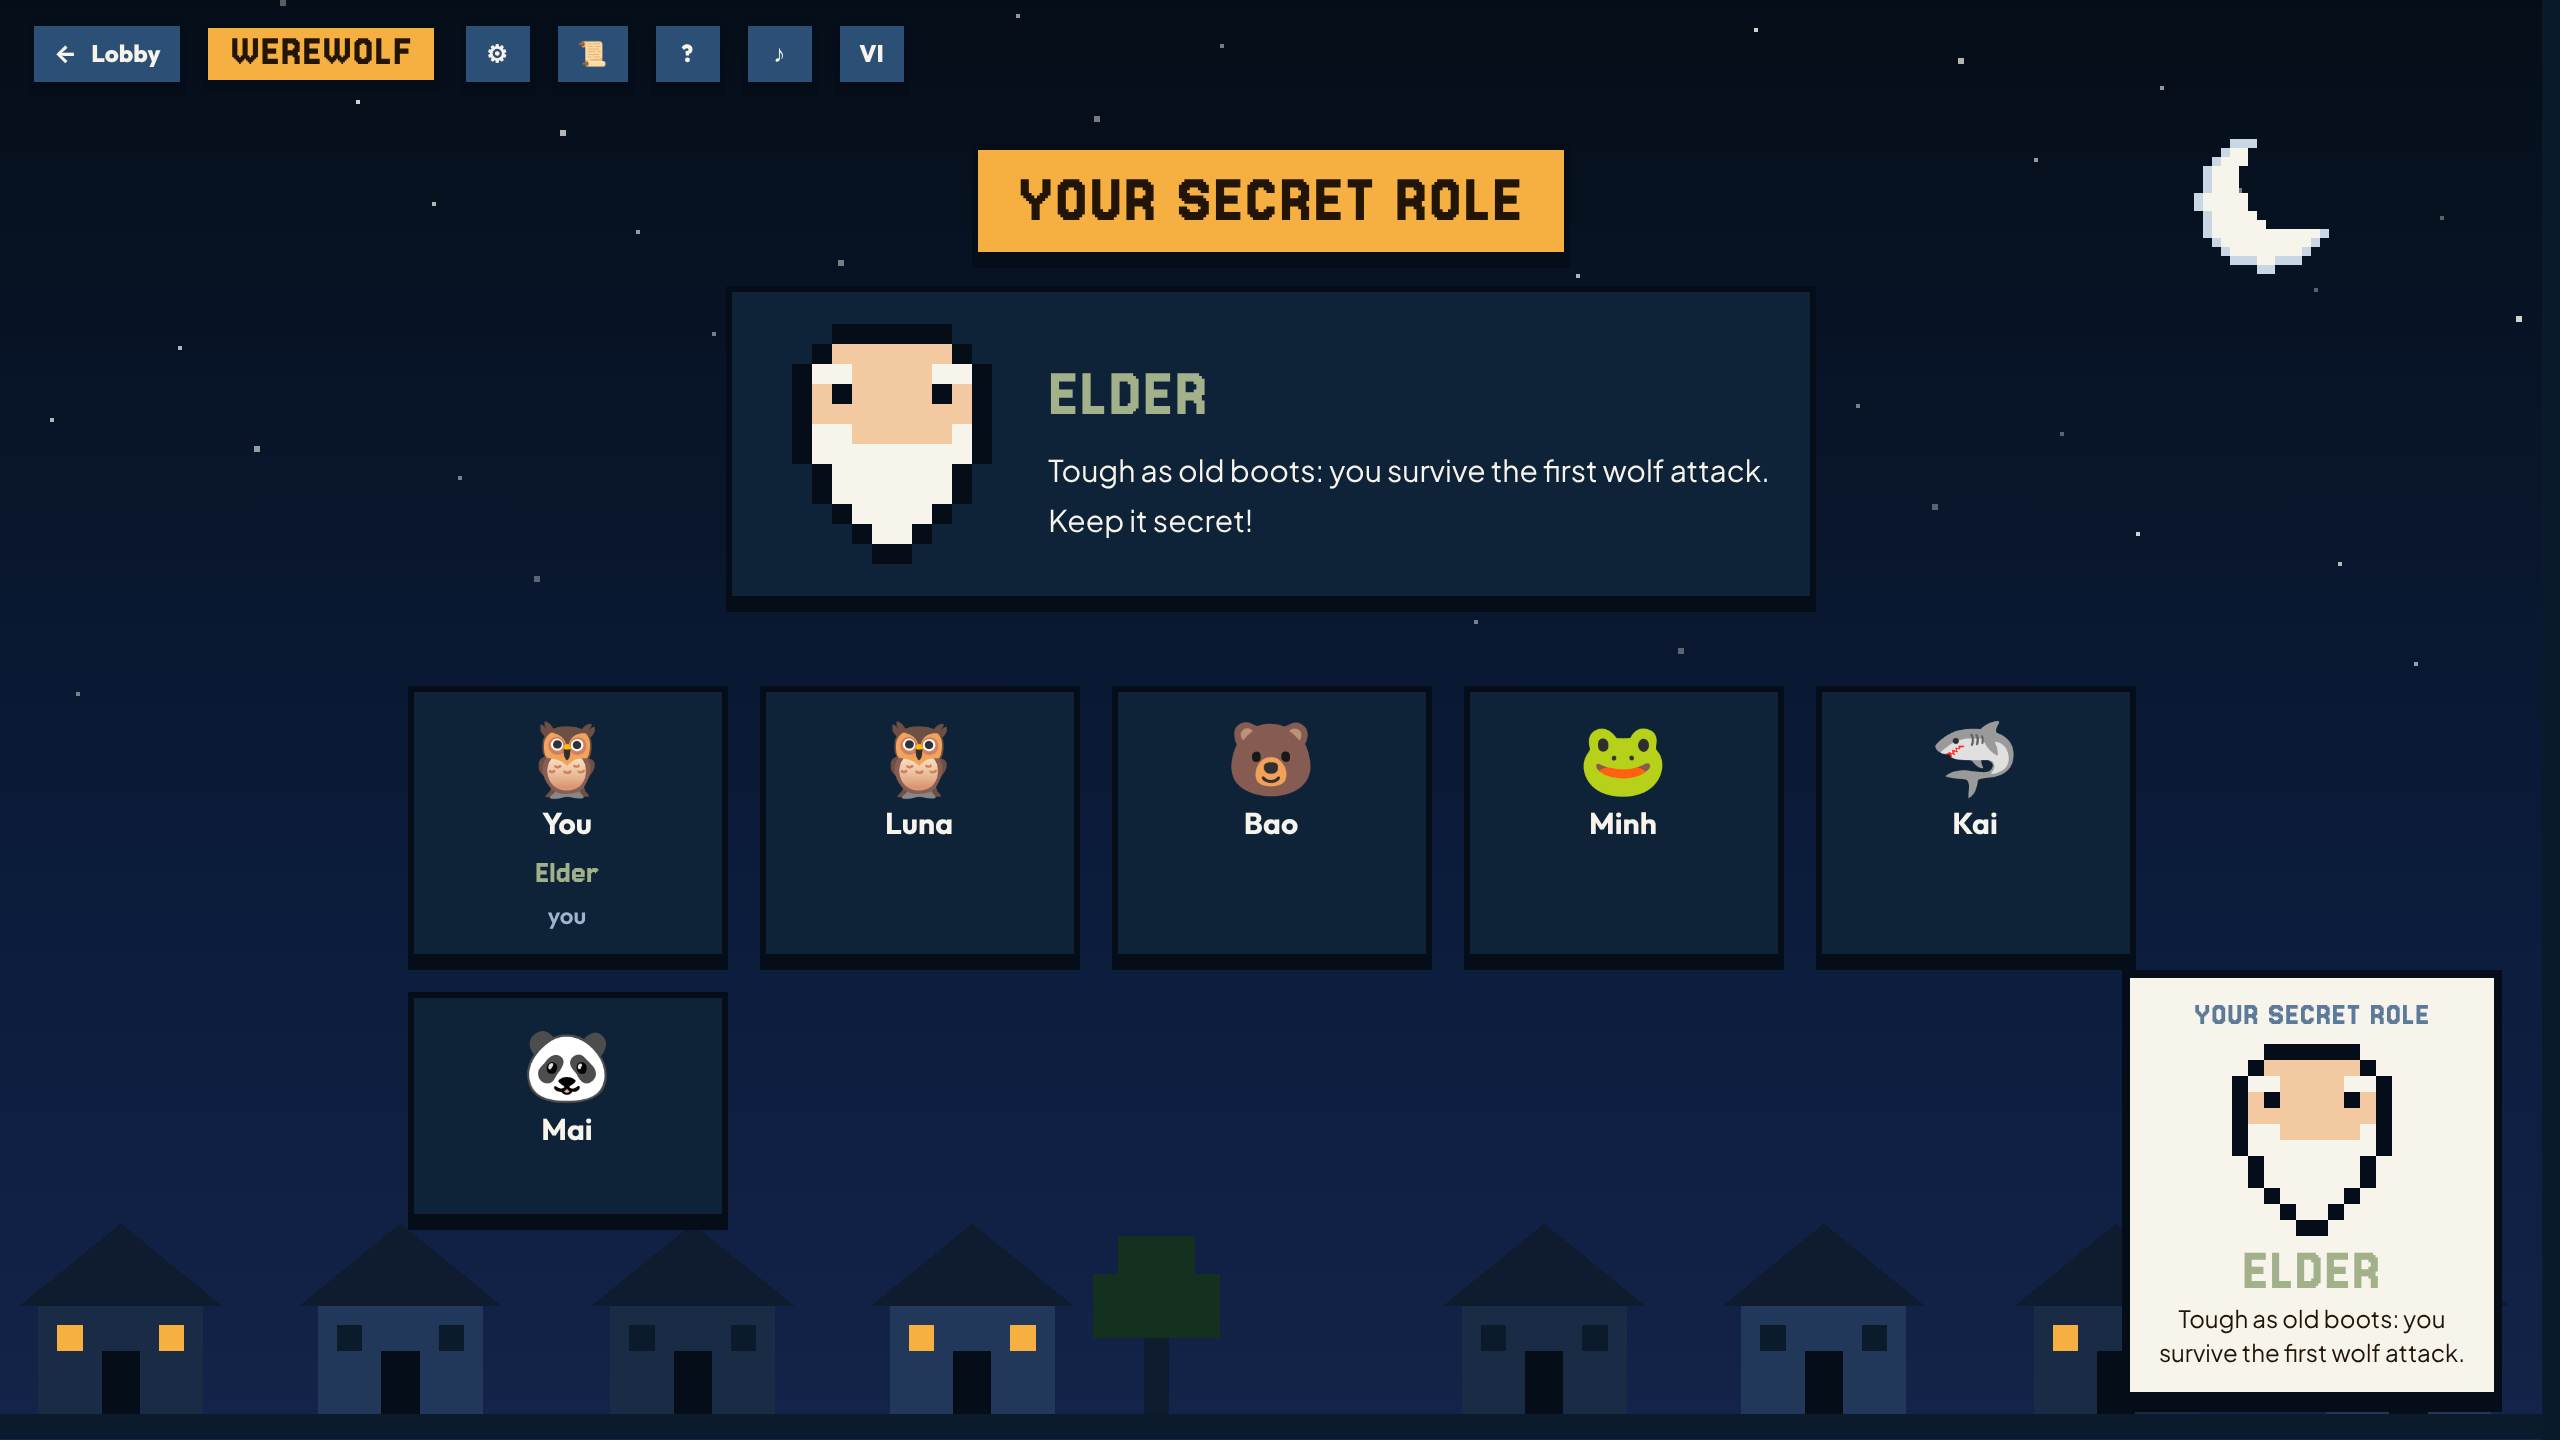 ← Lobby
WEREWOLF
?
♪
VI
YOUR SECRET ROLE
ELDER
Tough as old boots: you survive the first wolf attack.
Keep it secret!
You
Elder
you
Luna
Bao
Minh
Kai
Mai
YOUR SECRET ROLE
ELDER
Tough as old boots: you
survive the first wolf attack.